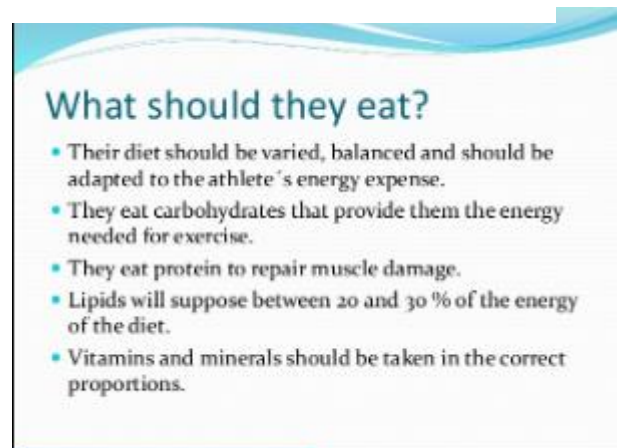 What should they eat?
• Their diet should be varied, balanced and should be
adapted to the athlete´s energy expense.
• They eat carbohydrates that provide them the energy
needed for exercise.
• They eat protein to repair muscle damage.
• Lipids will suppose between 20 and 30 % of the energy
of the diet.
• Vitamins and minerals should be taken in the correct
proportions.